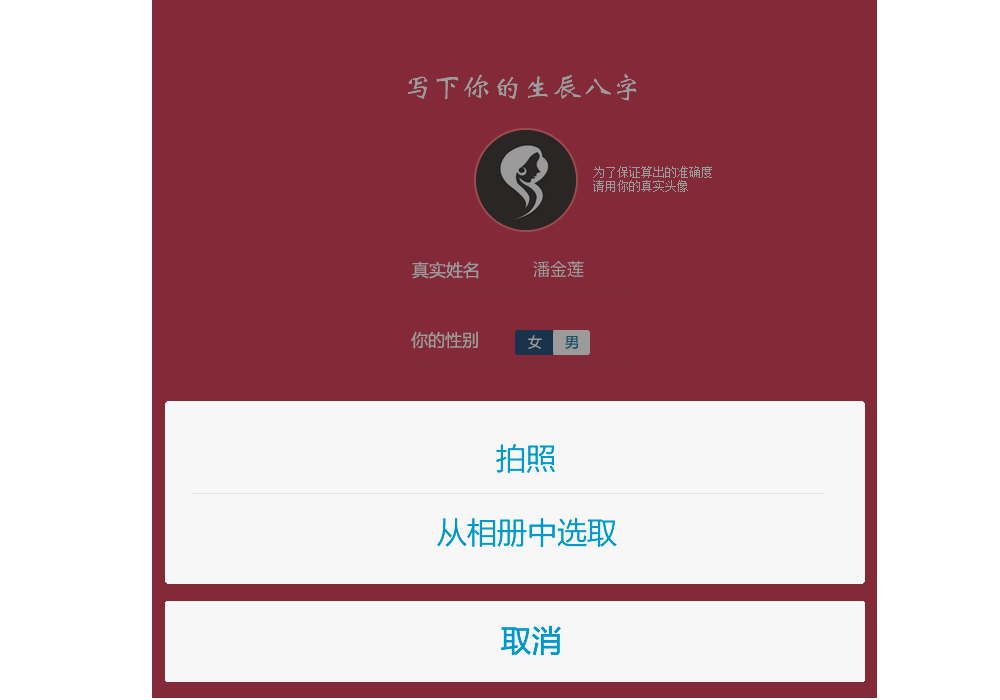 写下你的生辰八字
为了保证算出的准确度
请用你的真实头像
真实姓名 潘金莲
你的性别 女 男
拍照
从相册中选取
取消